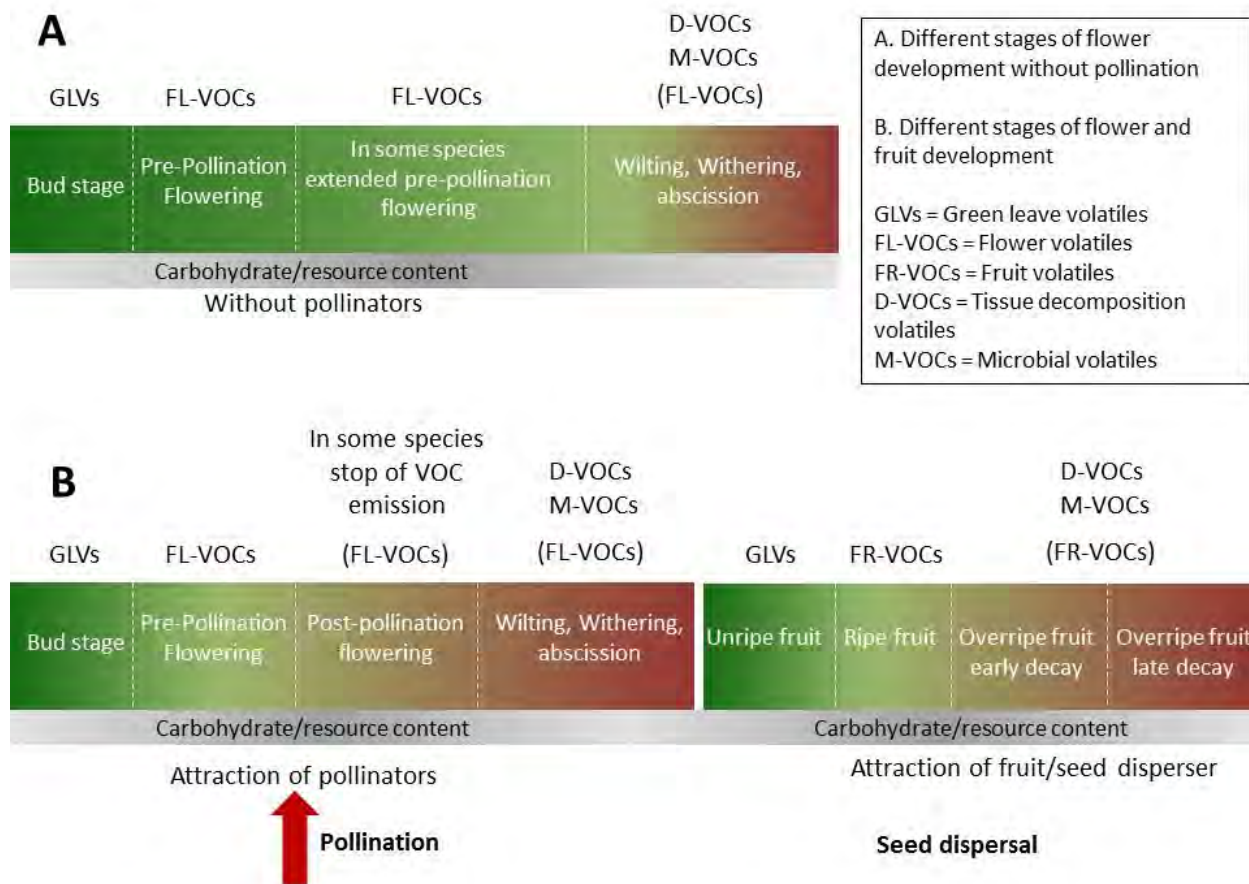 A
GLVs
FL-VOCs
FL-VOCs
D-VOCs
M-VOCs
(FL-VOCs)
Bud stage
Pre-Pollination
Flowering
In some species
extended pre-pollination
flowering
Wilting, Withering,
abscission
Carbohydrate/resource content
Without pollinators
A. Different stages of flower
development without pollination
B. Different stages of flower and
fruit development
GLVs = Green leave volatiles
FL-VOCs = Flower volatiles
FR-VOCs = Fruit volatiles
D-VOCs = Tissue decomposition
volatiles
M-VOCs = Microbial volatiles
B
GLVs
FL-VOCs
In some species
stop of VOC
emission
(FL-VOCs)
D-VOCs
M-VOCs
(FL-VOCs)
GLVs
FR-VOCs
D-VOCs
M-VOCs
(FR-VOCs)
Bud stage
Pre-Pollination
Flowering
Post-pollination
flowering
Wilting, Withering,
abscission
Unripe fruit
Ripe fruit
Overripe fruit
early decay
Overripe fruit
late decay
Carbohydrate/resource content
Carbohydrate/resource content
Attraction of pollinators
Attraction of fruit/seed disperser
Pollination
Seed dispersal